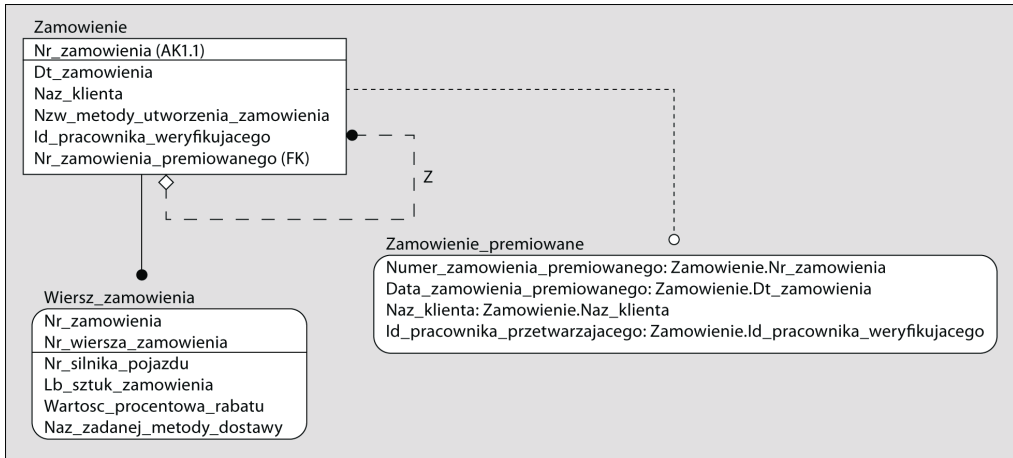 Zamowienie
Nr_zamowienia (AK1.1)
Dt_zamowienia
Naz_klienta
Nzw_metody_utworzenia_zamowienia
Id_pracownika_weryfikujacego
Nr_zamowienia_premiowanego (FK)
Z
Zamowienie_premiowane
Numer_zamowienia_premiowanego: Zamowienie.Nr_zamowienia
Data_zamowienia_premiowanego: Zamowienie.Dt_zamowienia
Naz_klienta: Zamowienie.Naz_klienta
Id_pracownika_przetwarzajacego: Zamowienie.Id_pracownika_weryfikujacego
Wiersz_zamowienia
Nr_zamowienia
Nr_wiersza_zamowienia
Nr_silnika_pojazdu
Lb_sztuk_zamowienia
Wartosc_procentowa_rabatu
Naz_zadanej_metody_dostawy